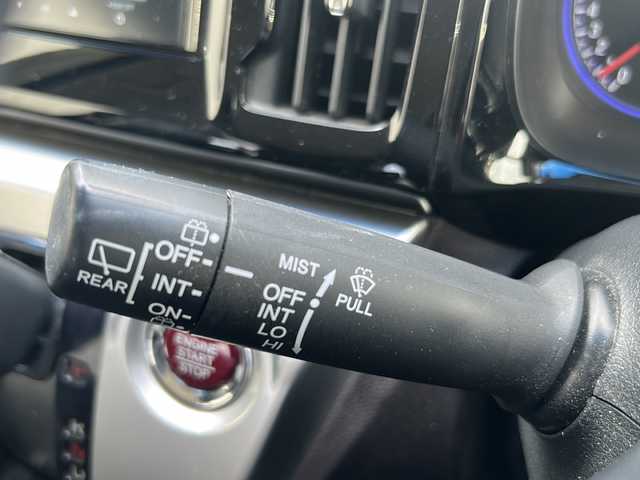 OFF
REAR
INT
ON
MIST
OFF
INT
LO
HI
PULL
ENGINE
START
STOP